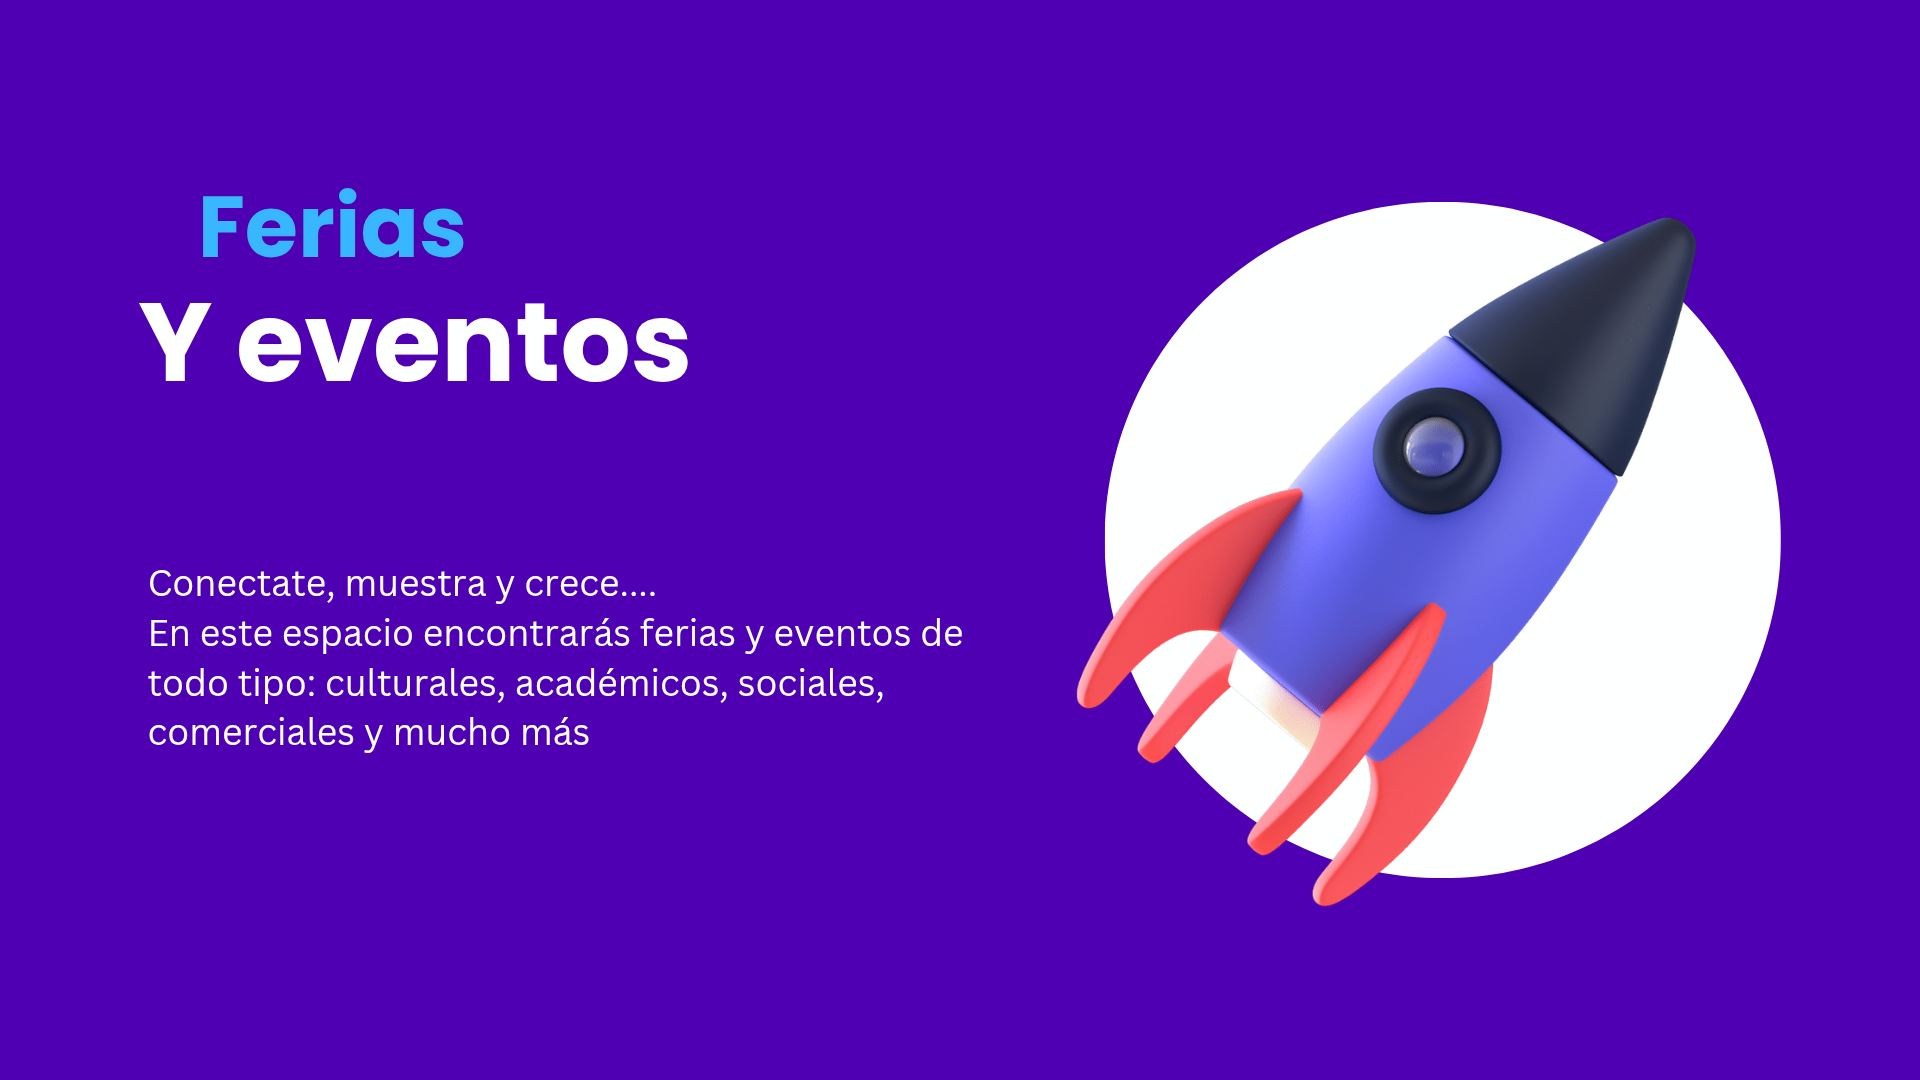 Ferias
Y eventos
Conectate, muestra y crece....
En este espacio encontrarás ferias y eventos de
todo tipo: culturales, académicos, sociales,
comerciales y mucho más